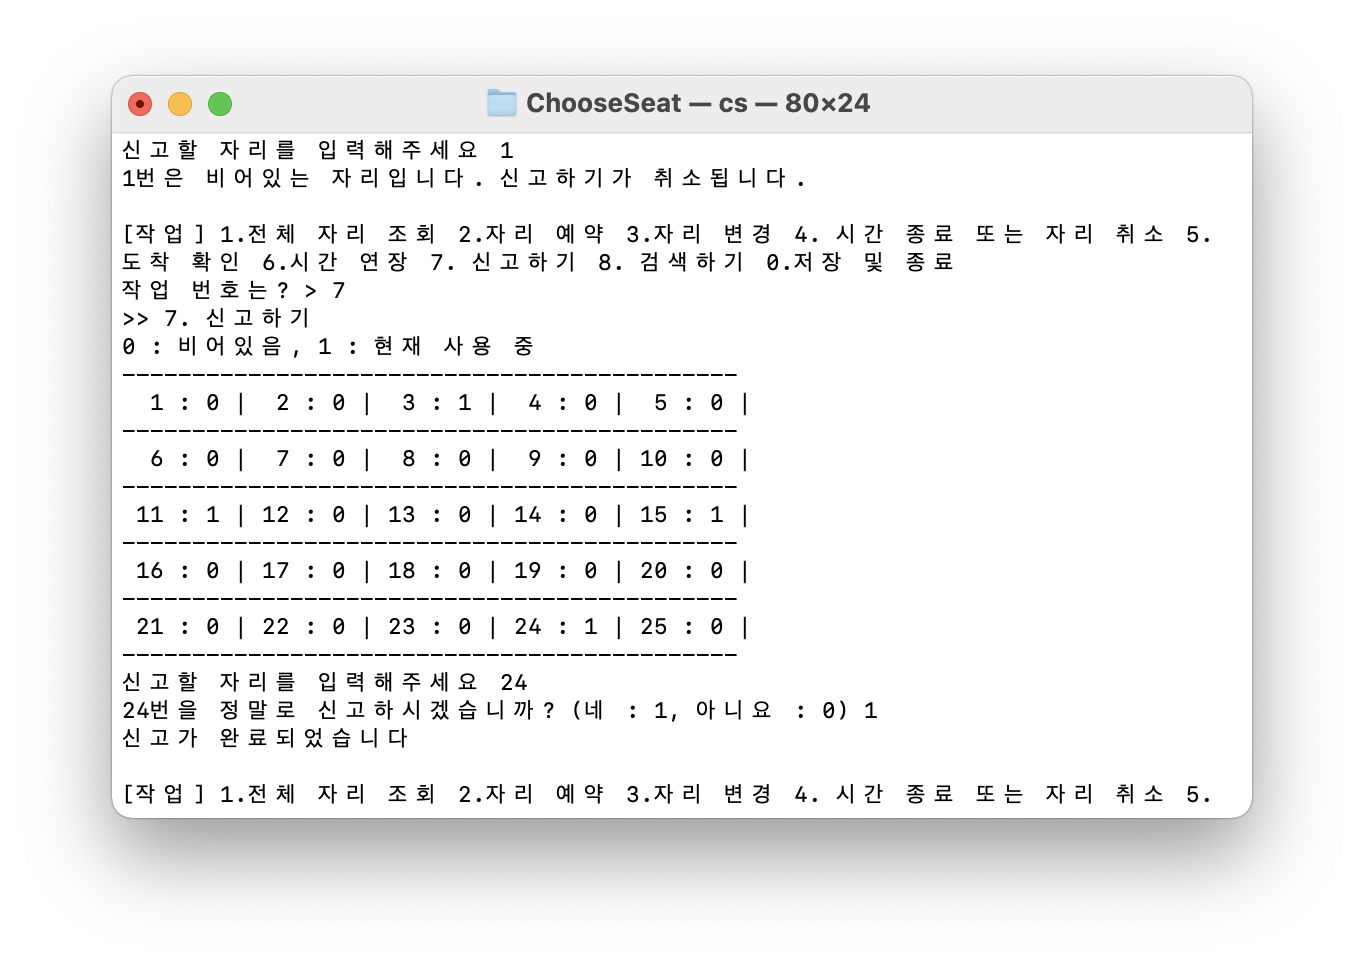 ChooseSeat — cs — 80×24
신고할 자리를 입력해주세요 1
1번은 비어있는 자리입니다. 신고하기가 취소됩니다.
[작업] 1.전체 자리 조회 2.자리 예약 3.자리 변경 4. 시간 종료 또는 자리 취소 5.
도착 확인 6.시간 연장 7. 신고하기 8. 검색하기 0.저장 및 종료
작업 번호는? > 7
>> 7. 신고하기
0 : 비어있음, 1 : 현재 사용 중
--------------------------------------------
1 : 0 | 2 : 0 | 3 : 1 | 4 : 0 | 5 : 0 |
--------------------------------------------
6 : 0 | 7 : 0 | 8 : 0 | 9 : 0 | 10 : 0 |
--------------------------------------------
11 : 1 | 12 : 0 | 13 : 0 | 14 : 0 | 15 : 1 |
--------------------------------------------
16 : 0 | 17 : 0 | 18 : 0 | 19 : 0 | 20 : 0 |
--------------------------------------------
21 : 0 | 22 : 0 | 23 : 0 | 24 : 1 | 25 : 0 |
--------------------------------------------
신고할 자리를 입력해주세요 24
24번을 정말로 신고하시겠습니까? (네 : 1, 아니요 : 0) 1
신고가 완료되었습니다
[작업] 1.전체 자리 조회 2.자리 예약 3.자리 변경 4. 시간 종료 또는 자리 취소 5.